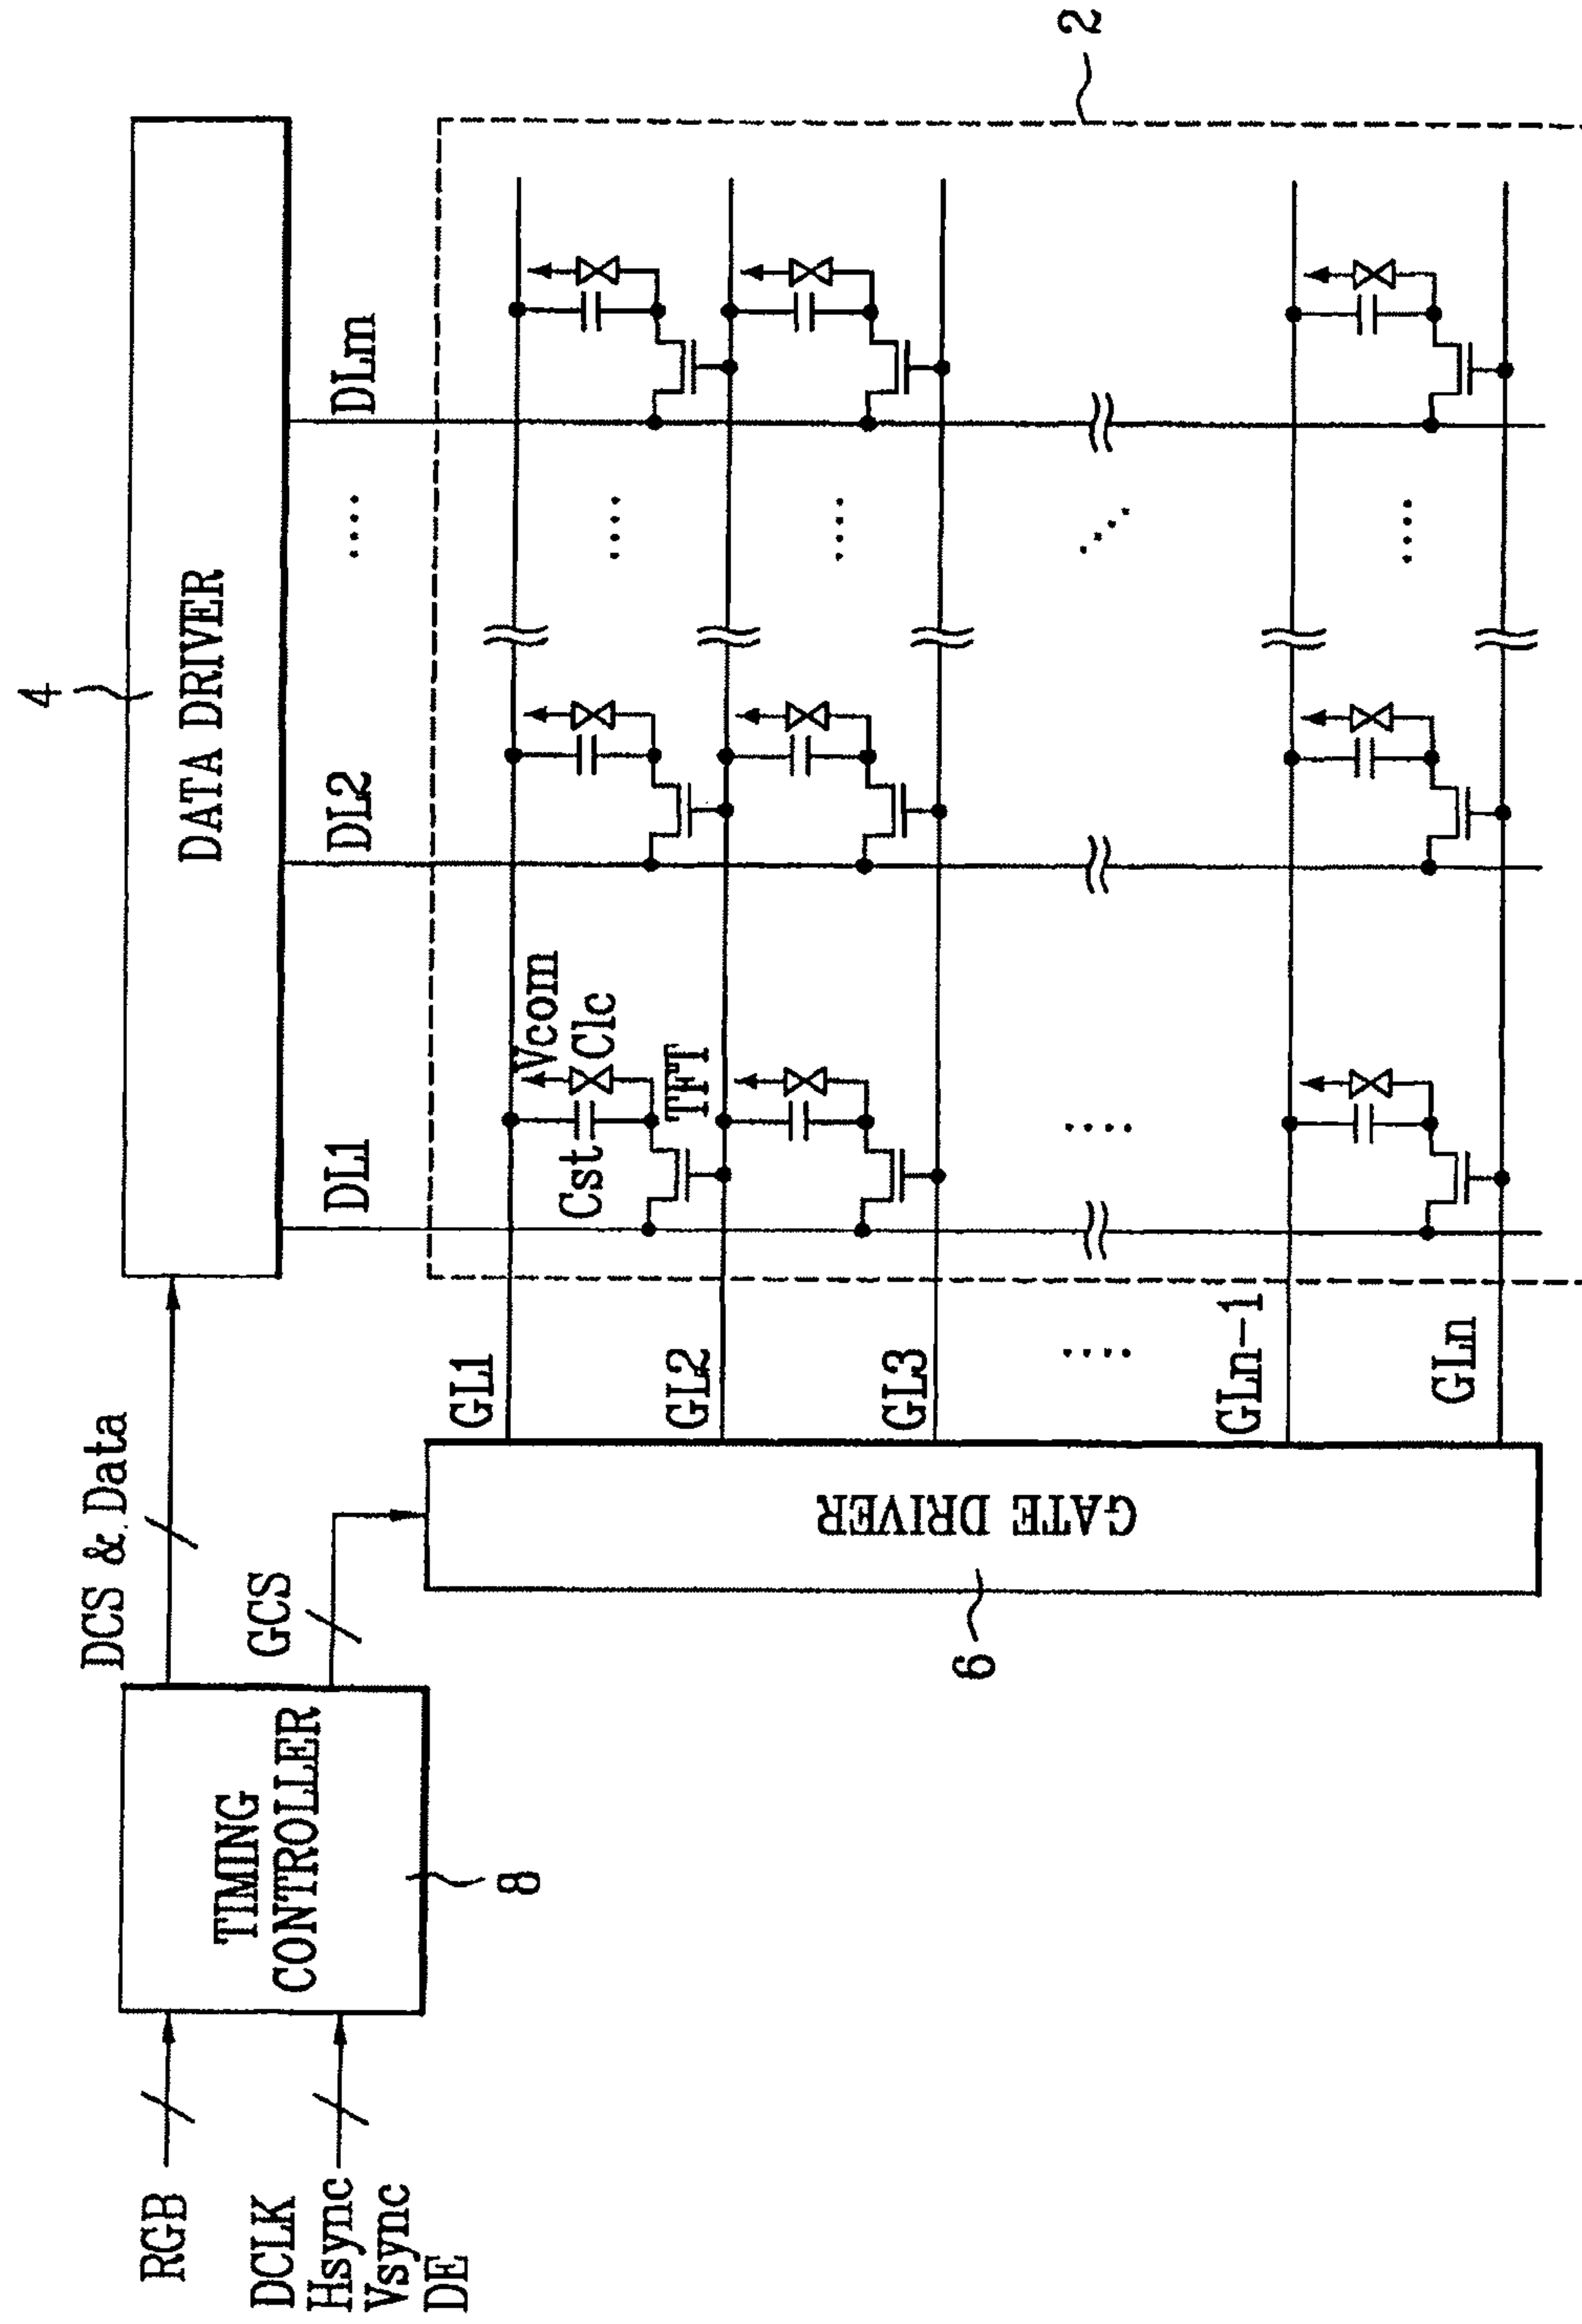 RGB
DCLK
Hsync
Vsync
DE
TIMING
CONTROLLER
8
DCS & Data
GCS
4
DATA DRIVER
DL1
DL2
....
DLm
GATE DRIVER
6
GL1
GL2
GL3
....
GLn-1
GLn
Vcom
Clc
Cst
TFT
....
....
....
....
....
2